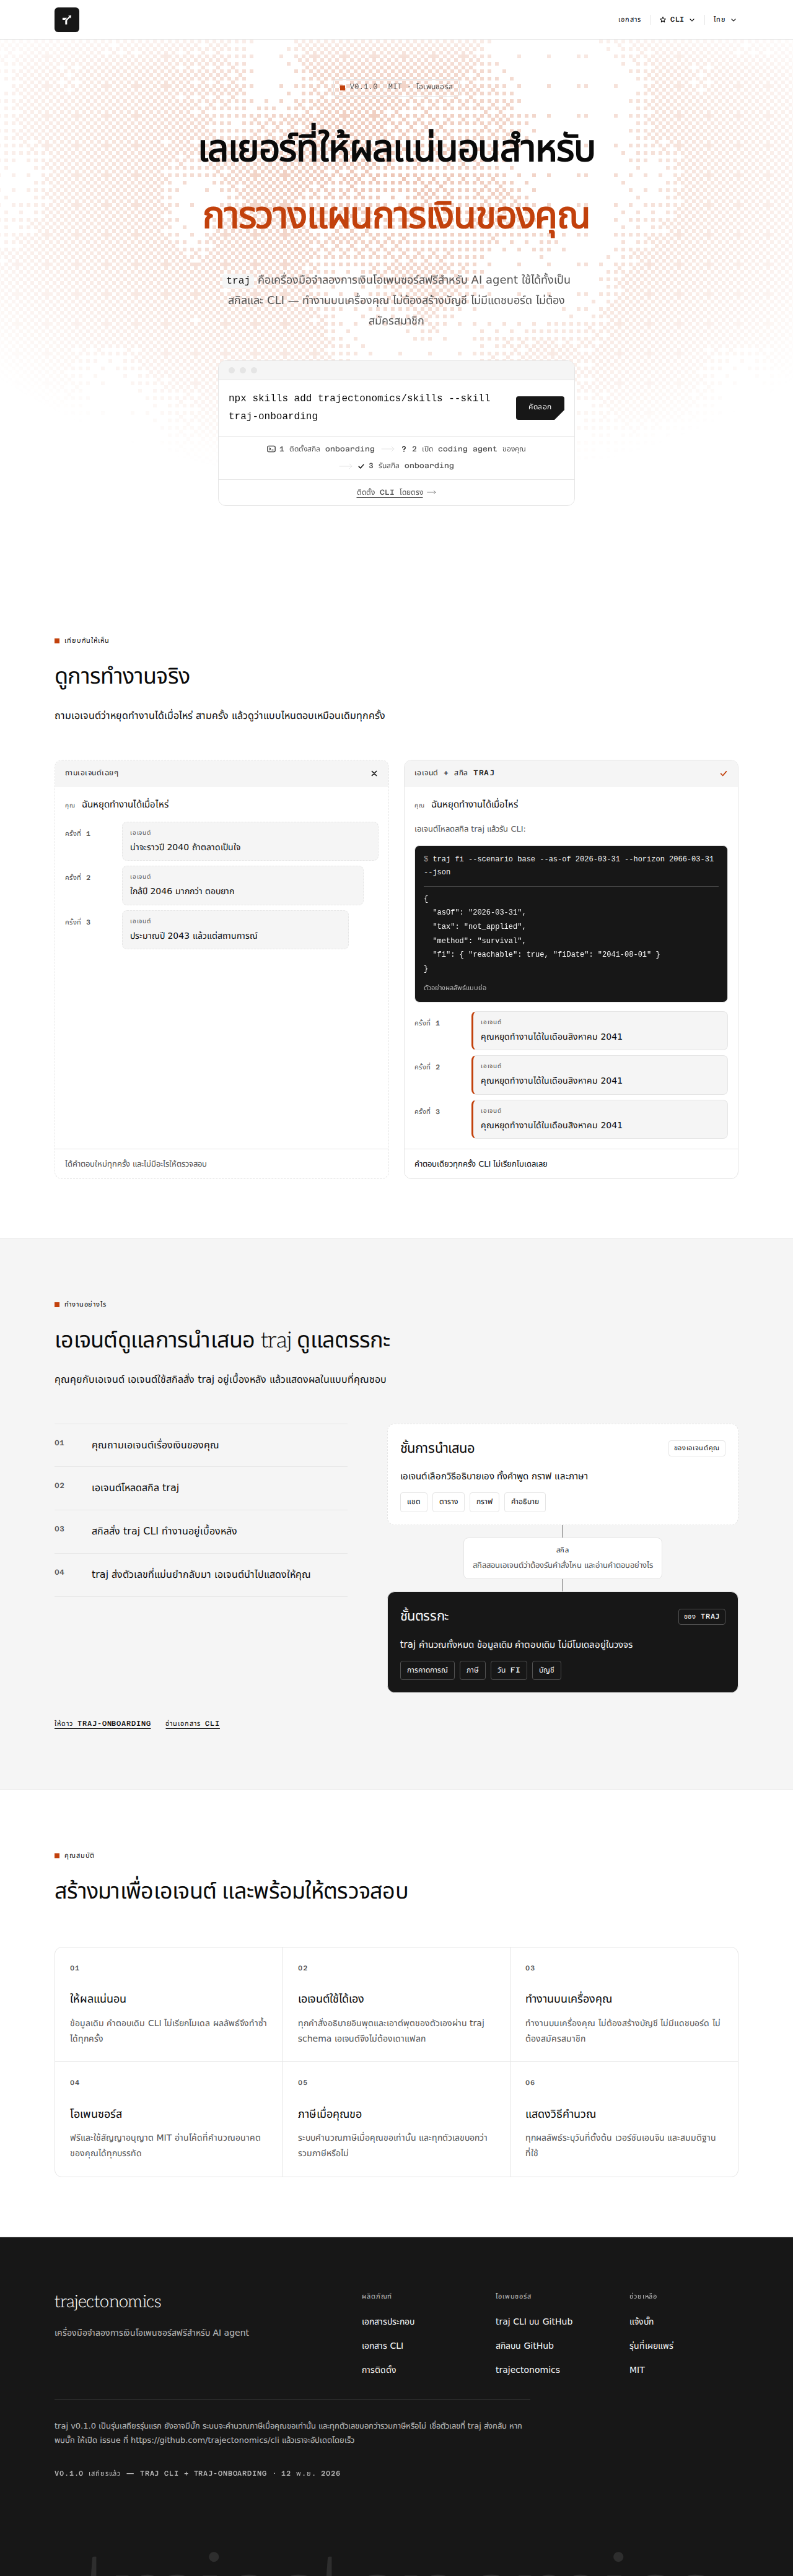 เอกสาร
CLI
ไทย
V0.1.0 MIT · โอเพนซอร์ส
เลเยอร์ที่ให้ผลแน่นอนสำหรับ
การวางแผนการเงินของคุณ
traj คือเครื่องมือจำลองการเงินโอเพนซอร์สฟรีสำหรับ AI agent ใช้ได้ทั้งเป็น
สกิลและ CLI — ทำงานบนเครื่องคุณ ไม่ต้องสร้างบัญชี ไม่มีแดชบอร์ด ไม่ต้อง
สมัครสมาชิก
npx skills add trajectonomics/skills --skill
traj-onboarding
คัดลอก
1 ติดตั้งสกิล onboarding ? 2 เปิด coding agent ของคุณ
3 รันสกิล onboarding
ติดตั้ง CLI โดยตรง
เทียบกันให้เห็น
ดูการทำงานจริง
ถามเอเจนต์ว่าหยุดทำงานได้เมื่อไหร่ สามครั้ง แล้วดูว่าแบบไหนตอบเหมือนเดิมทุกครั้ง
ถามเอเจนต์เฉยๆ
คุณ ฉันหยุดทำงานได้เมื่อไหร่
ครั้งที่ 1
เอเจนต์
น่าจะราวปี 2040 ถ้าตลาดเป็นใจ
ครั้งที่ 2
เอเจนต์
ใกล้ปี 2046 มากกว่า ตอบยาก
ครั้งที่ 3
เอเจนต์
ประมาณปี 2043 แล้วแต่สถานการณ์
ได้คำตอบใหม่ทุกครั้ง และไม่มีอะไรให้ตรวจสอบ
เอเจนต์ + สกิล TRAJ
คุณ ฉันหยุดทำงานได้เมื่อไหร่
เอเจนต์โหลดสกิล traj แล้วรัน CLI:
$ traj fi --scenario base --as-of 2026-03-31 --horizon 2066-03-31
--json
{
"asOf": "2026-03-31",
"tax": "not_applied",
"method": "survival",
"fi": { "reachable": true, "fiDate": "2041-08-01" }
}
ตัวอย่างผลลัพธ์แบบย่อ
ครั้งที่ 1
เอเจนต์
คุณหยุดทำงานได้ในเดือนสิงหาคม 2041
ครั้งที่ 2
เอเจนต์
คุณหยุดทำงานได้ในเดือนสิงหาคม 2041
ครั้งที่ 3
เอเจนต์
คุณหยุดทำงานได้ในเดือนสิงหาคม 2041
คำตอบเดียวทุกครั้ง CLI ไม่เรียกโมเดลเลย
ทำงานอย่างไร
เอเจนต์ดูแลการนำเสนอ traj ดูแลตรรกะ
คุณคุยกับเอเจนต์ เอเจนต์ใช้สกิลสั่ง traj อยู่เบื้องหลัง แล้วแสดงผลในแบบที่คุณชอบ
01 คุณถามเอเจนต์เรื่องเงินของคุณ
02 เอเจนต์โหลดสกิล traj
03 สกิลสั่ง traj CLI ทำงานอยู่เบื้องหลัง
04 traj ส่งตัวเลขที่แม่นยำกลับมา เอเจนต์นำไปแสดงให้คุณ
ชั้นการนำเสนอ
ของเอเจนต์คุณ
เอเจนต์เลือกวิธีอธิบายเอง ทั้งคำพูด กราฟ และภาษา
แชต ตาราง กราฟ คำอธิบาย
สกิล
สกิลสอนเอเจนต์ว่าต้องรันคำสั่งไหน และอ่านคำตอบอย่างไร
ชั้นตรรกะ
ของ TRAJ
traj คำนวณทั้งหมด ข้อมูลเดิม คำตอบเดิม ไม่มีโมเดลอยู่ในวงจร
การคาดการณ์ ภาษี วัน FI บัญชี
ให้ดาว TRAJ-ONBOARDING
อ่านเอกสาร CLI
คุณสมบัติ
สร้างมาเพื่อเอเจนต์ และพร้อมให้ตรวจสอบ
01
ให้ผลแน่นอน
ข้อมูลเดิม คำตอบเดิม CLI ไม่เรียกโมเดล ผลลัพธ์จึงทำซ้ำ
ได้ทุกครั้ง
02
เอเจนต์ใช้ได้เอง
ทุกคำสั่งอธิบายอินพุตและเอาต์พุตของตัวเองผ่าน traj
schema เอเจนต์จึงไม่ต้องเดาแฟลก
03
ทำงานบนเครื่องคุณ
ทำงานบนเครื่องคุณ ไม่ต้องสร้างบัญชี ไม่มีแดชบอร์ด ไม่
ต้องสมัครสมาชิก
04
โอเพนซอร์ส
ฟรีและใช้สัญญาอนุญาต MIT อ่านโค้ดที่คำนวณอนาคต
ของคุณได้ทุกบรรทัด
05
ภาษีเมื่อคุณขอ
ระบบคำนวณภาษีเมื่อคุณขอเท่านั้น และทุกตัวเลขบอกว่า
รวมภาษีหรือไม่
06
แสดงวิธีคำนวณ
ทุกผลลัพธ์ระบุวันที่ตั้งต้น เวอร์ชันเอนจิน และสมมติฐาน
ที่ใช้
trajectonomics
เครื่องมือจำลองการเงินโอเพนซอร์สฟรีสำหรับ AI agent
ผลิตภัณฑ์
เอกสารประกอบ
เอกสาร CLI
การติดตั้ง
โอเพนซอร์ส
traj CLI บน GitHub
สกิลบน GitHub
trajectonomics
ช่วยเหลือ
แจ้งบั๊ก
รุ่นที่เผยแพร่
MIT
traj v0.1.0 เป็นรุ่นเสถียรรุ่นแรก ยังอาจมีบั๊ก ระบบจะคำนวณภาษีเมื่อคุณขอเท่านั้น และทุกตัวเลขบอกว่ารวมภาษีหรือไม่ เชื่อตัวเลขที่ traj ส่งกลับ หาก
พบบั๊ก ให้เปิด issue ที่ https://github.com/trajectonomics/cli แล้วเราจะอัปเดตโดยเร็ว
V0.1.0 เสถียรแล้ว — TRAJ CLI + TRAJ-ONBOARDING · 12 พ.ย. 2026